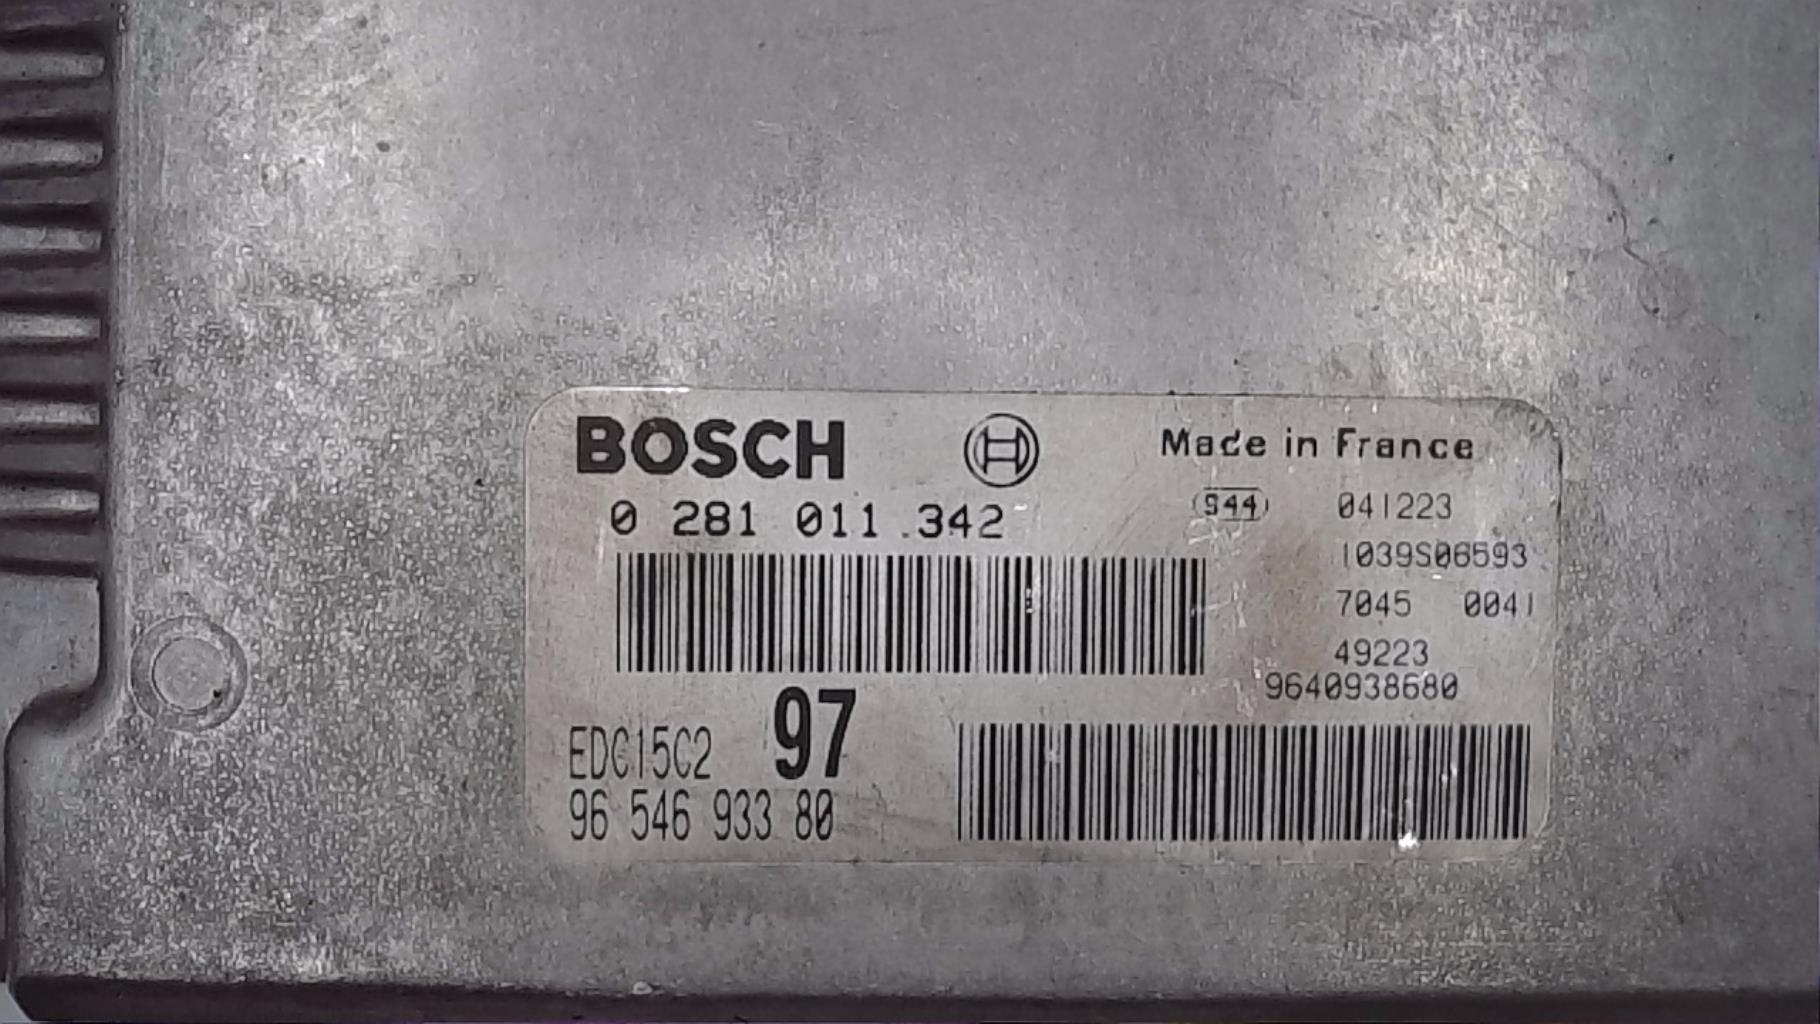 BOSCH
Made in France
0 281 011 342
S44 041223
1039S06593
7045 0041
49223
9640938680
EDC15C2 97
96 546 933 80